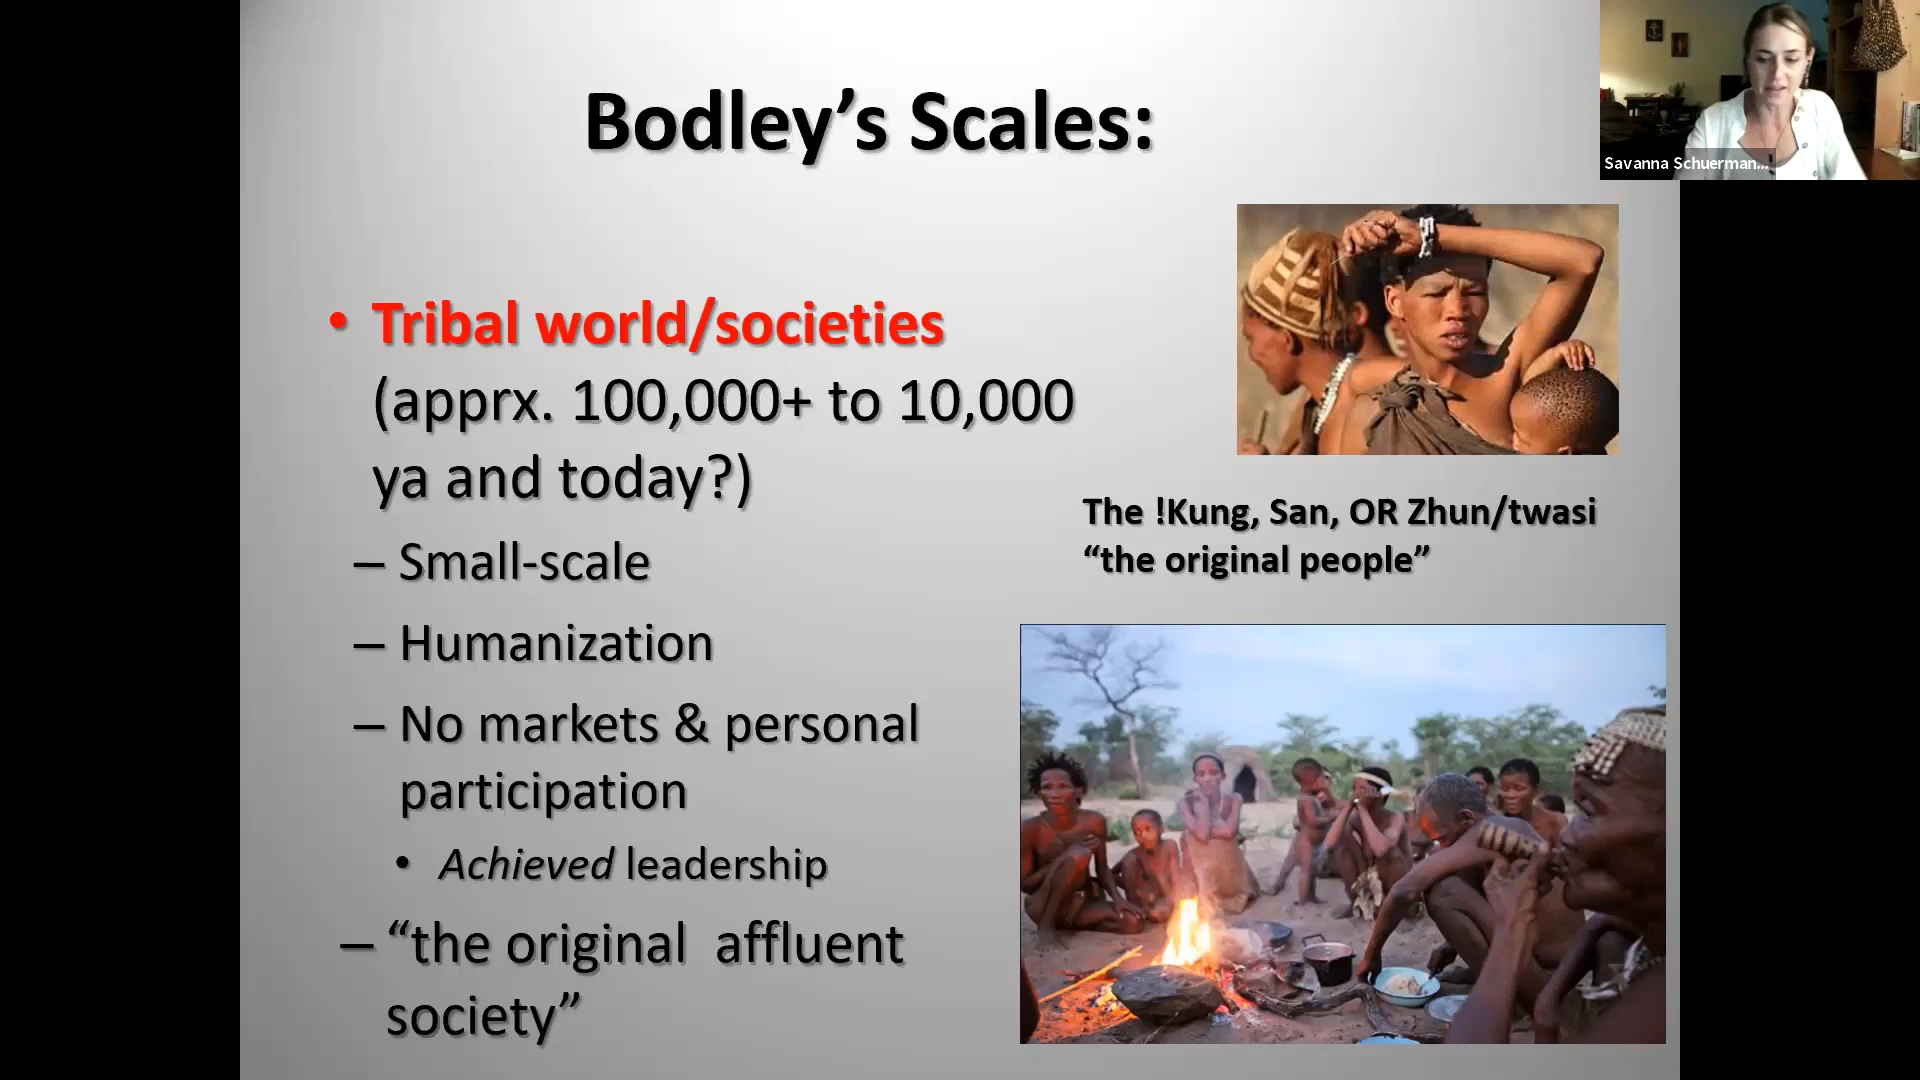 Bodley’s Scales:
Savanna Schuerman...
• Tribal world/societies
(apprx. 100,000+ to 10,000
ya and today?)
– Small-scale
– Humanization
– No markets & personal
participation
• Achieved leadership
– “the original affluent
society”
The !Kung, San, OR Zhun/twasi
“the original people”